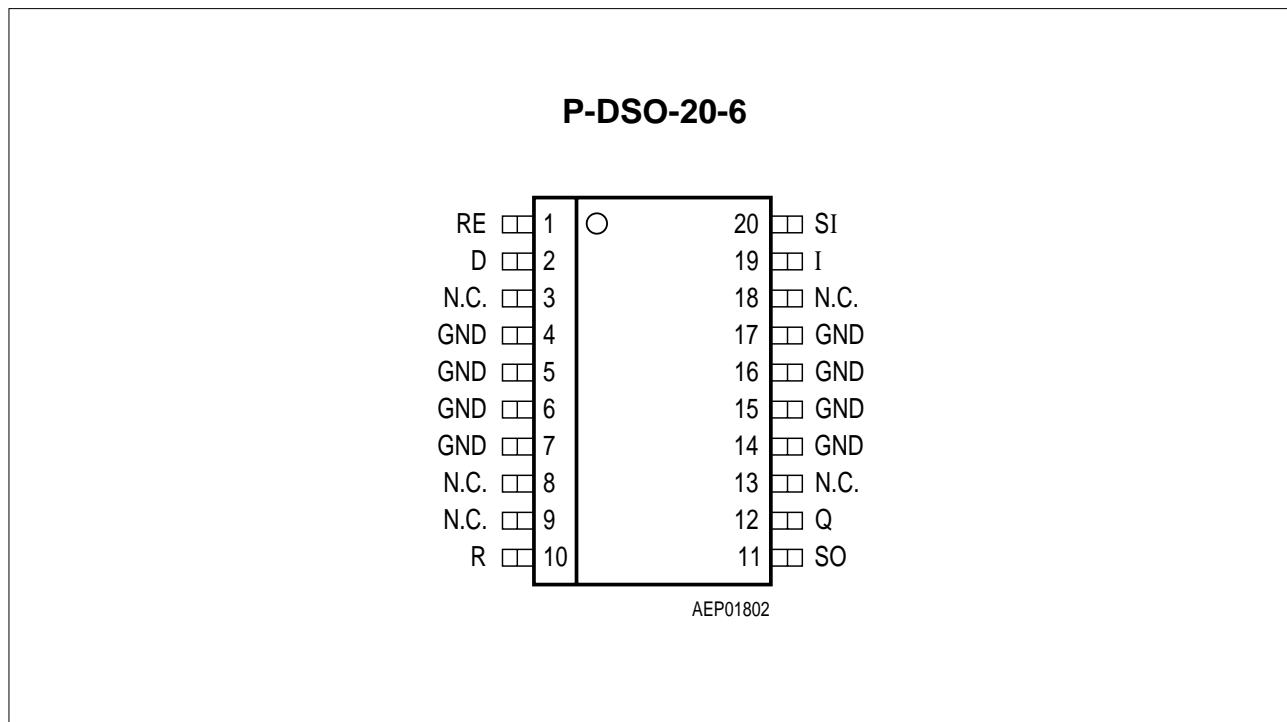 P-DSO-20-6
RE 1 20 SI
D 2 19 I
N.C. 3 18 N.C.
GND 4 17 GND
GND 5 16 GND
GND 6 15 GND
GND 7 14 GND
N.C. 8 13 N.C.
N.C. 9 12 Q
R 10 11 SO
AEP01802